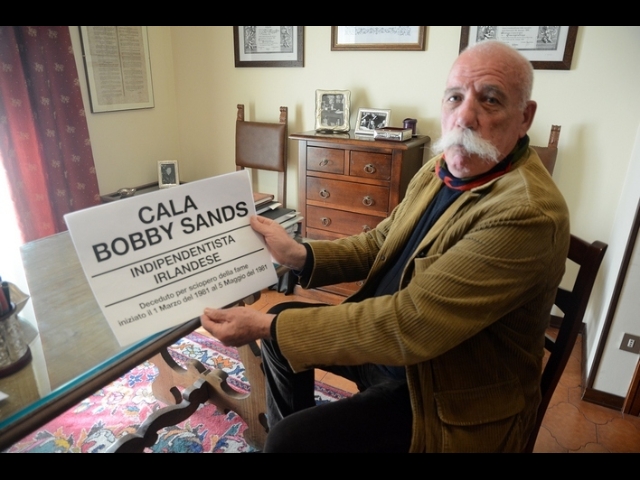 CALA
BOBBY SANDS
INDIPENDENTISTA
IRLANDESE
Deceduto per sciopero della fame
iniziato il 1 Marzo del 1981 al 5 Maggio del 1981